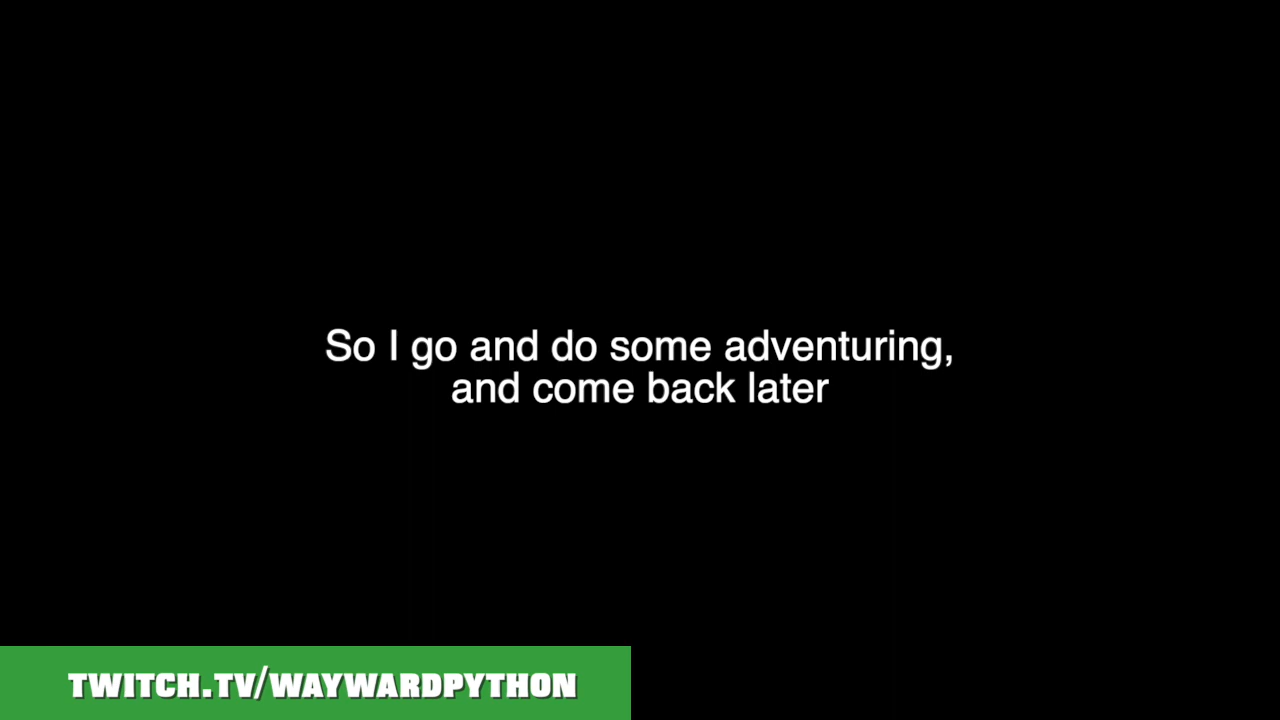 So I go and do some adventuring,
and come back later
TWITCH.TV/WAYWARDPYTHON